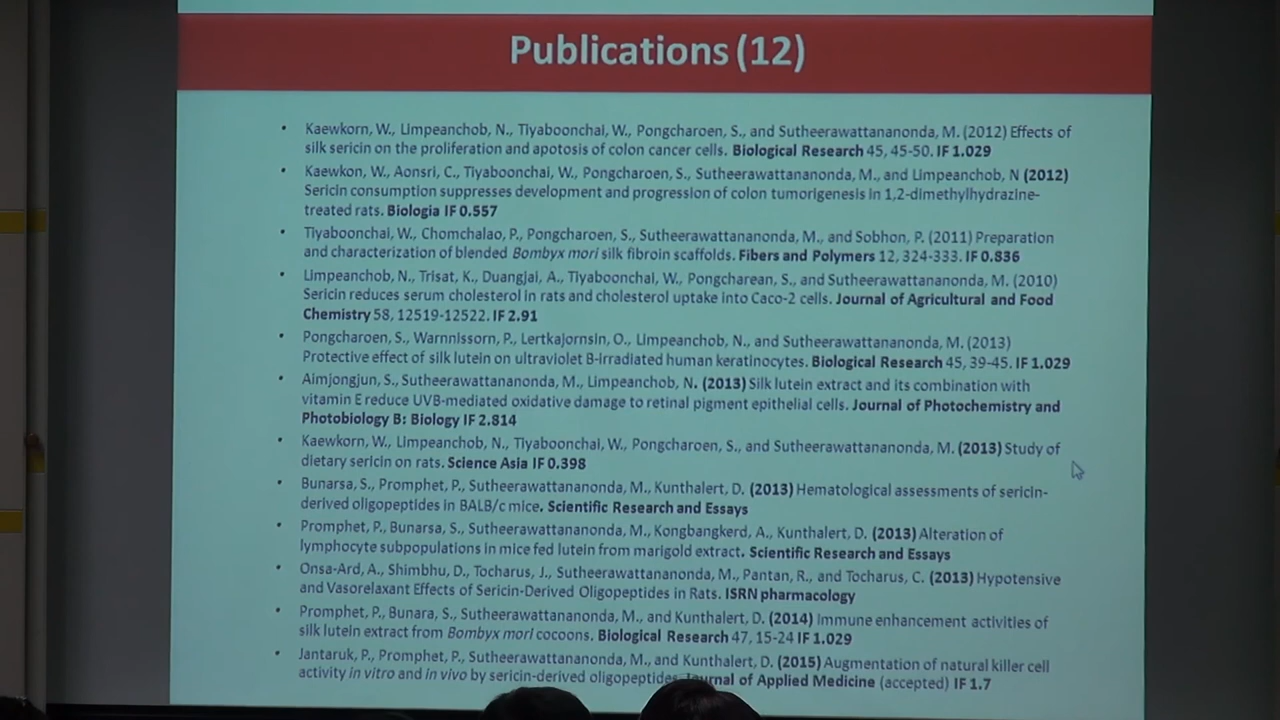 Publications (12)
• Kaewkorn, W., Limpeanchob, N., Tiyaboonchai, W., Pongcharoen, S., and Sutheerawattananonda, M. (2012) Effects of
silk sericin on the proliferation and apotosis of colon cancer cells. Biological Research 45, 45-50. IF 1.029
• Kaewkon, W., Aonsri, C., Tiyaboonchai, W., Pongcharoen, S., Sutheerawattananonda, M., and Limpeanchob, N (2012)
Sericin consumption suppresses development and progression of colon tumorigenesis in 1,2-dimethylhydrazine-
treated rats. Biologia IF 0.557
• Tiyaboonchai, W., Chomchalao, P., Pongcharoen, S., Sutheerawattananonda, M., and Sobhon, P. (2011) Preparation
and characterization of blended Bombyx mori silk fibroin scaffolds. Fibers and Polymers 12, 324-333. IF 0.836
• Limpeanchob, N., Trisat, K., Duangjai, A., Tiyaboonchai, W., Pongcharean, S., and Sutheerawattananonda, M. (2010)
Sericin reduces serum cholesterol in rats and cholesterol uptake into Caco-2 cells. Journal of Agricultural and Food
Chemistry 58, 12519-12522. IF 2.91
• Pongcharoen, S., Warnnissorn, P., Lertkajornsin, O., Limpeanchob, N., and Sutheerawattananonda, M. (2013)
Protective effect of silk lutein on ultraviolet B-irradiated human keratinocytes. Biological Research 45, 39-45. IF 1.029
• Aimjongjun, S., Sutheerawattananonda, M., Limpeanchob, N. (2013) Silk lutein extract and its combination with
vitamin E reduce UVB-mediated oxidative damage to retinal pigment epithelial cells. Journal of Photochemistry and
Photobiology B: Biology IF 2.814
• Kaewkorn, W., Limpeanchob, N., Tiyaboonchai, W., Pongcharoen, S., and Sutheerawattananonda, M. (2013) Study of
dietary sericin on rats. Science Asia IF 0.398
• Bunarsa, S., Promphet, P., Sutheerawattananonda, M., Kunthalert, D. (2013) Hematological assessments of sericin-
derived oligopeptides in BALB/c mice. Scientific Research and Essays
• Promphet, P., Bunarsa, S., Sutheerawattananonda, M., Kongbangkerd, A., Kunthalert, D. (2013) Alteration of
lymphocyte subpopulations in mice fed lutein from marigold extract. Scientific Research and Essays
• Onsa-Ard, A., Shimbhu, D., Tocharus, J., Sutheerawattananonda, M., Pantan, R., and Tocharus, C. (2013) Hypotensive
and Vasorelaxant Effects of Sericin-Derived Oligopeptides in Rats. ISRN pharmacology
• Promphet, P., Bunara, S., Sutheerawattananonda, M., and Kunthalert, D. (2014) Immune enhancement activities of
silk lutein extract from Bombyx mori cocoons. Biological Research 47, 15-24 IF 1.029
• Jantaruk, P., Promphet, P., Sutheerawattananonda, M., and Kunthalert, D. (2015) Augmentation of natural killer cell
activity in vitro and in vivo by sericin-derived oligopeptides of Applied Medicine (accepted) IF 1.7